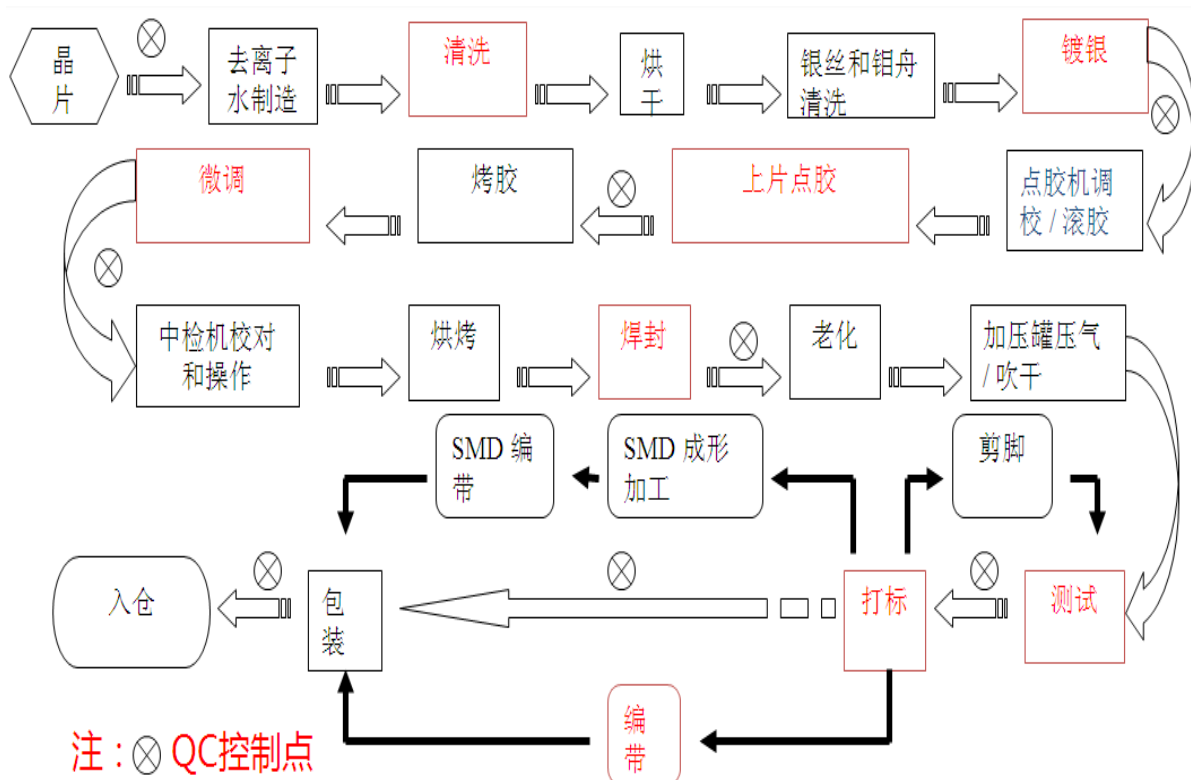 晶
片
去离子
水制造
清洗
烘
干
银丝和钼舟
清洗
镀银
微调
烤胶
上片点胶
点胶机调
校 / 滚胶
中检机校对
和操作
烘烤
焊封
老化
加压罐压气
/ 吹干
SMD 编
带
SMD 成形
加工
剪脚
入仓
包
装
打标
测试
编
带
注：QC控制点